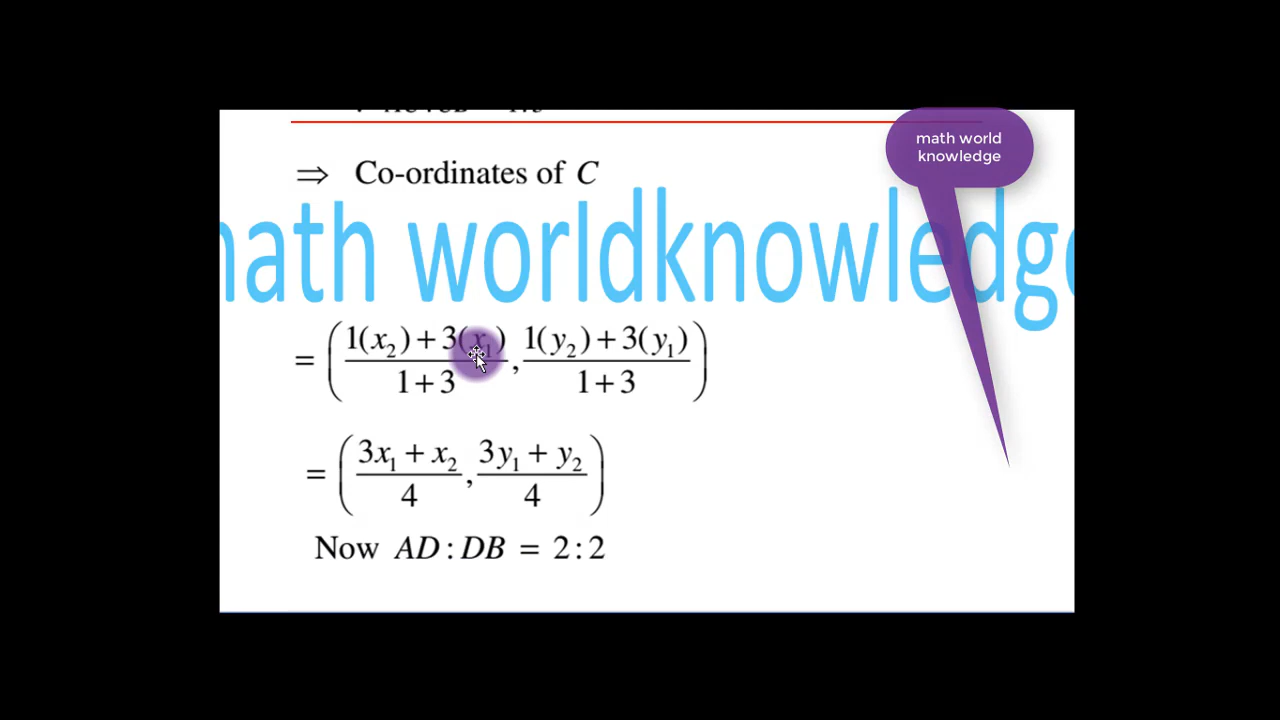 ⇒ Co-ordinates of C
math world
knowledge
math worldknowledge
= ( 1(x₂) + 3(x₁) / 1 + 3 , 1(y₂) + 3(y₁) / 1 + 3 )
= ( 3x₁ + x₂ / 4 , 3y₁ + y₂ / 4 )
Now AD : DB = 2 : 2